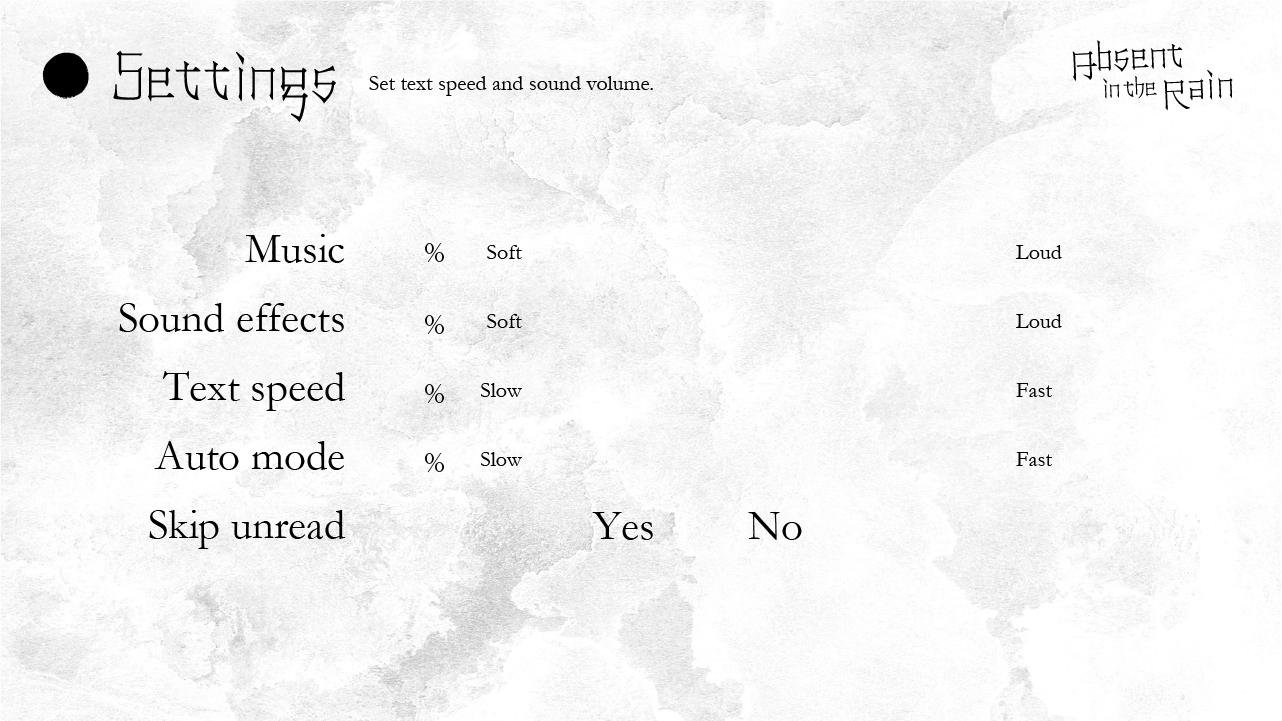 Settings Set text speed and sound volume.
Absent
in the Rain
Music % Soft Loud
Sound effects % Soft Loud
Text speed % Slow Fast
Auto mode % Slow Fast
Skip unread Yes No